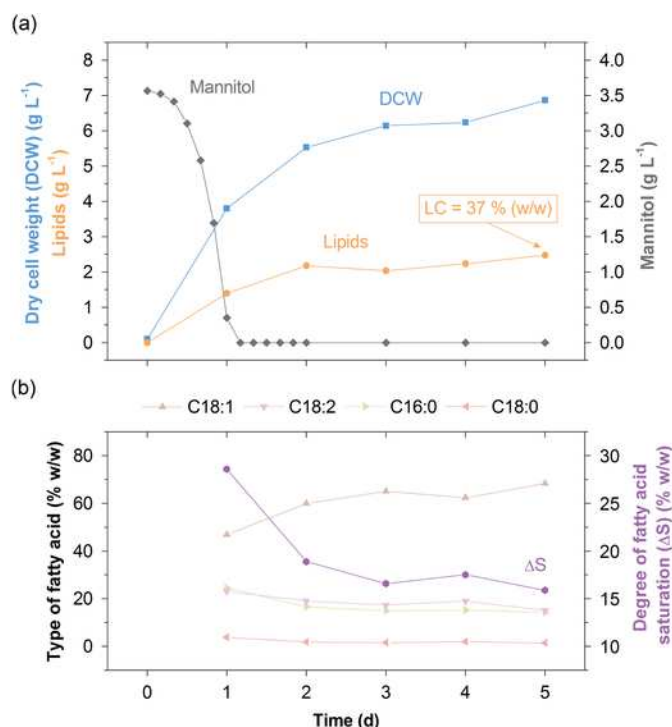 (a)
8
7
6
5
4
3
2
1
0
Dry cell weight (DCW) (g L⁻¹)
Lipids (g L⁻¹)
Mannitol
DCW
LC = 37 % (w/w)
Lipids
4.0
3.5
3.0
2.5
2.0
1.5
1.0
0.5
0.0
Mannitol (g L⁻¹)
(b)
C18:1 C18:2 C16:0 C18:0
80
60
40
20
0
Type of fatty acid (% w/w)
ΔS
30
25
20
15
10
Degree of fatty acid
saturation (ΔS) (% w/w)
0 1 2 3 4 5
Time (d)